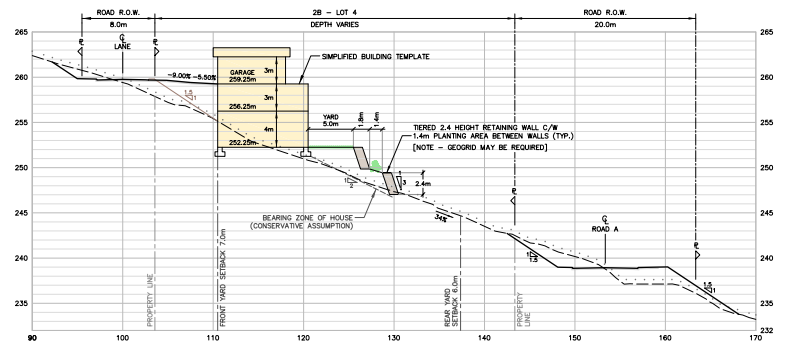 ROAD R.O.W.
8.0m
2B - LOT 4
DEPTH VARIES
ROAD R.O.W.
20.0m
LANE
SIMPLIFIED BUILDING TEMPLATE
-9.00%
-5.50%
GARAGE
259.25m
3m
256.25m
3m
252.25m
4m
1.5
1
YARD
5.0m
1.8m
1.4m
TIERED 2.4 HEIGHT RETAINING WALL C/W
1.4m PLANTING AREA BETWEEN WALLS (TYP.)
[NOTE - GEOGRID MAY BE REQUIRED]
1
3
2.4m
1
2
BEARING ZONE OF HOUSE
(CONSERVATIVE ASSUMPTION)
34%
ROAD A
1
1.5
1.5
1
PROPERTY LINE
FRONT YARD SETBACK 7.0m
REAR YARD
SETBACK 6.0m
PROPERTY
LINE
265
260
255
250
245
240
235
232
265
260
255
250
245
240
235
232
90
100
110
120
130
140
150
160
170